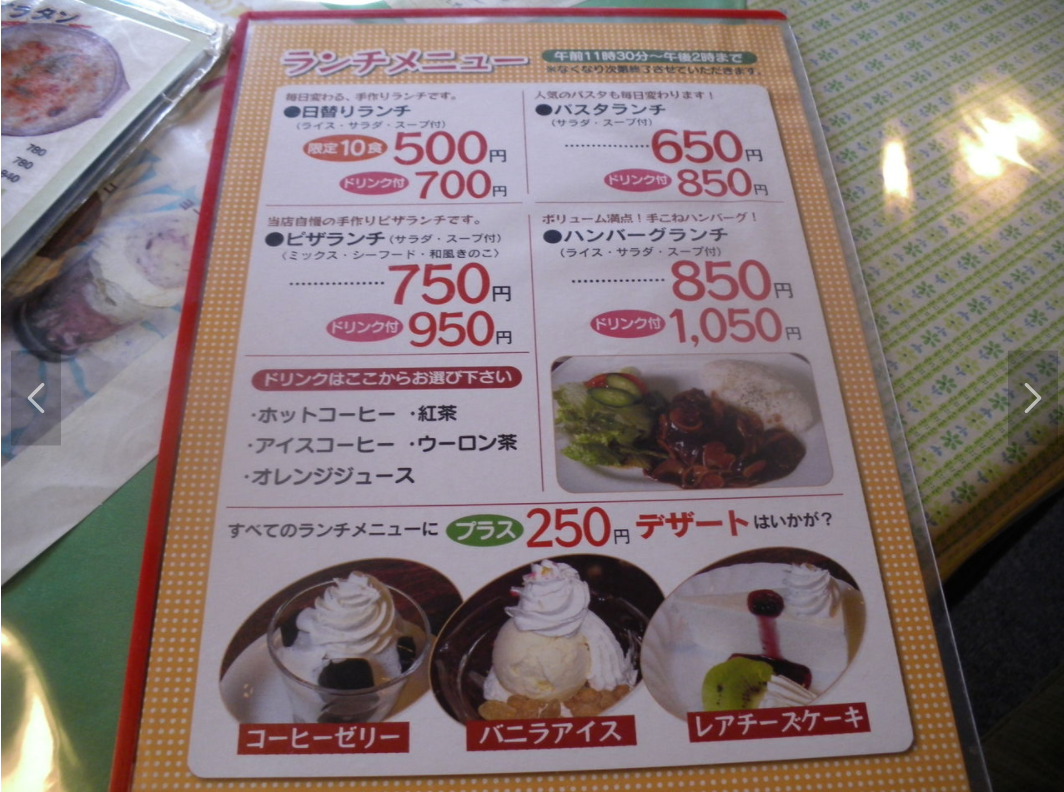 ラタン
780
780
ランチメニュー
午前11時30分～午後2時まで
※なくなり次第終了させていただきます。
毎日変わる、手作りランチです。
●日替りランチ
(ライス・サラダ・スープ付)
限定10食 500円
ドリンク付 700円
人気のパスタも毎日変わります！
●パスタランチ
(サラダ・スープ付)
………………650円
ドリンク付 850円
当店自慢の手作りピザランチです。
●ピザランチ(サラダ・スープ付)
(ミックス・シーフード・和風きのこ)
………………750円
ドリンク付 950円
ボリューム満点！手こねハンバーグ！
●ハンバーグランチ
(ライス・サラダ・スープ付)
………………850円
ドリンク付 1,050円
ドリンクはここからお選び下さい
・ホットコーヒー ・紅茶
・アイスコーヒー ・ウーロン茶
・オレンジジュース
すべてのランチメニューに プラス 250円 デザートはいかが？
コーヒーゼリー
バニラアイス
レアチーズケーキ